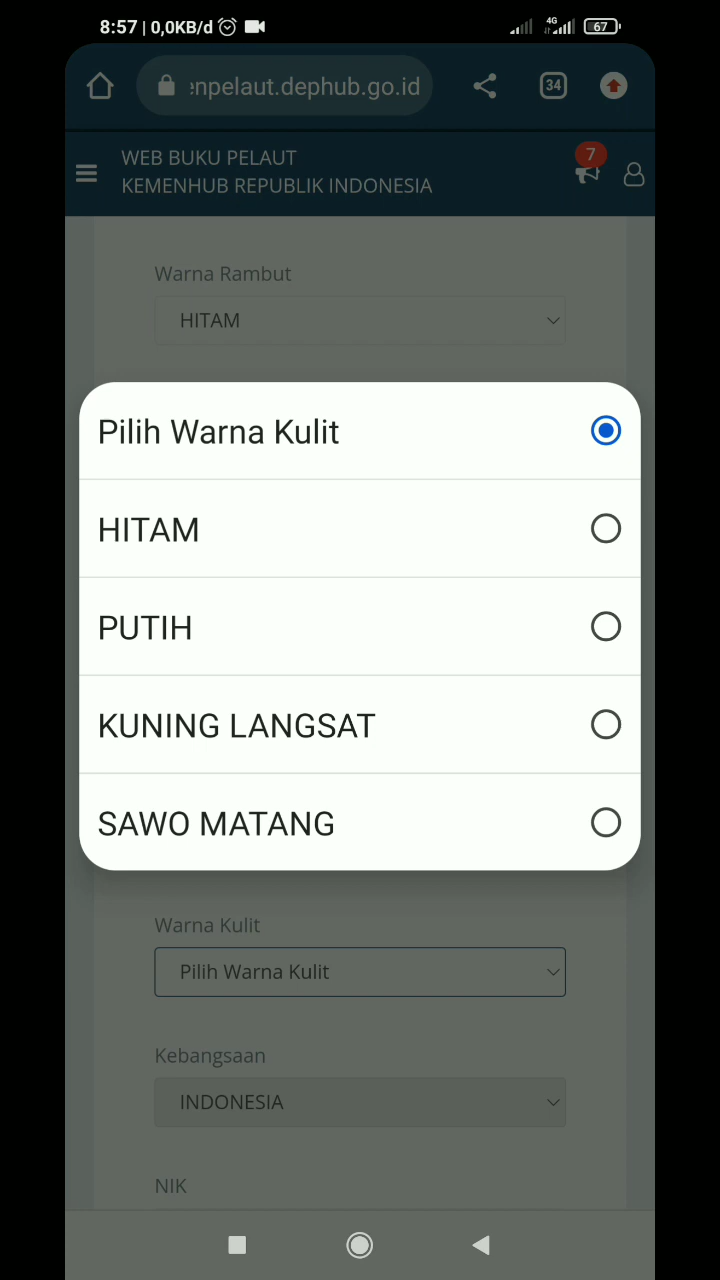 8:57 | 0,0KB/d
4G
67
enpelaut.dephub.go.id
34
WEB BUKU PELAUT
KEMENHUB REPUBLIK INDONESIA
7
Warna Rambut
HITAM
Pilih Warna Kulit
HITAM
PUTIH
KUNING LANGSAT
SAWO MATANG
Warna Kulit
Pilih Warna Kulit
Kebangsaan
INDONESIA
NIK